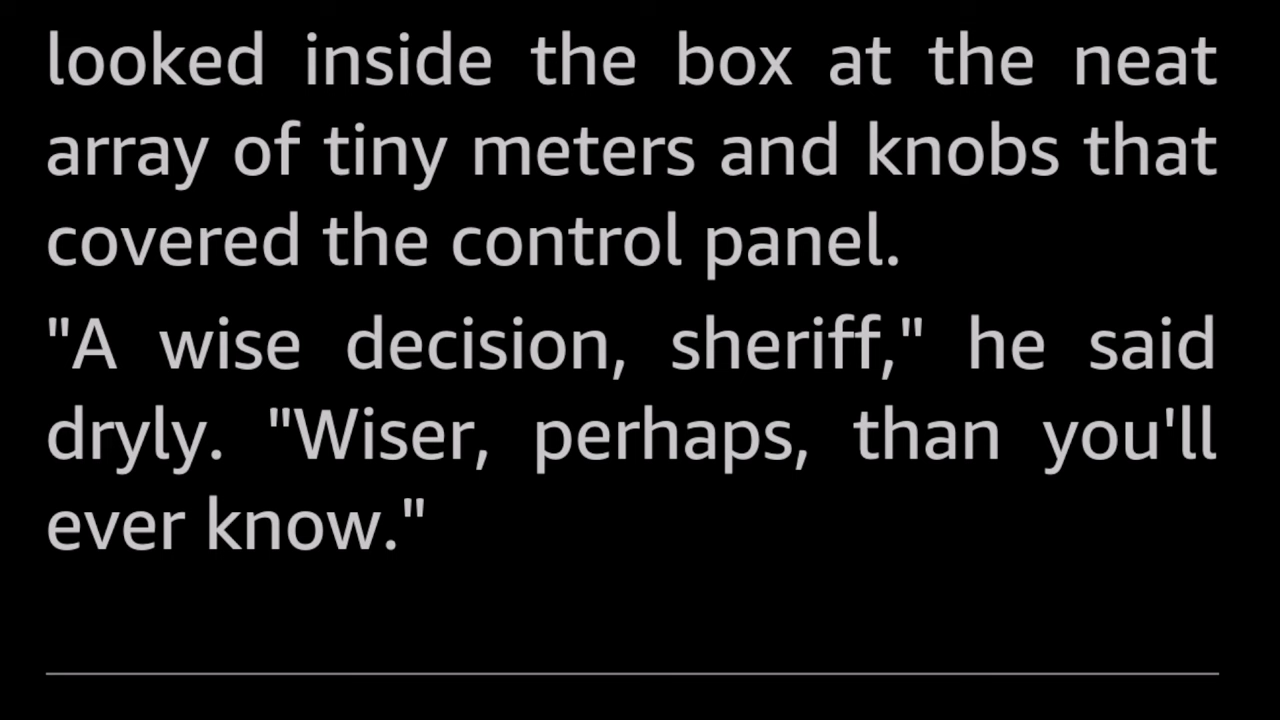 looked inside the box at the neat
array of tiny meters and knobs that
covered the control panel.
"A wise decision, sheriff," he said
dryly. "Wiser, perhaps, than you'll
ever know."